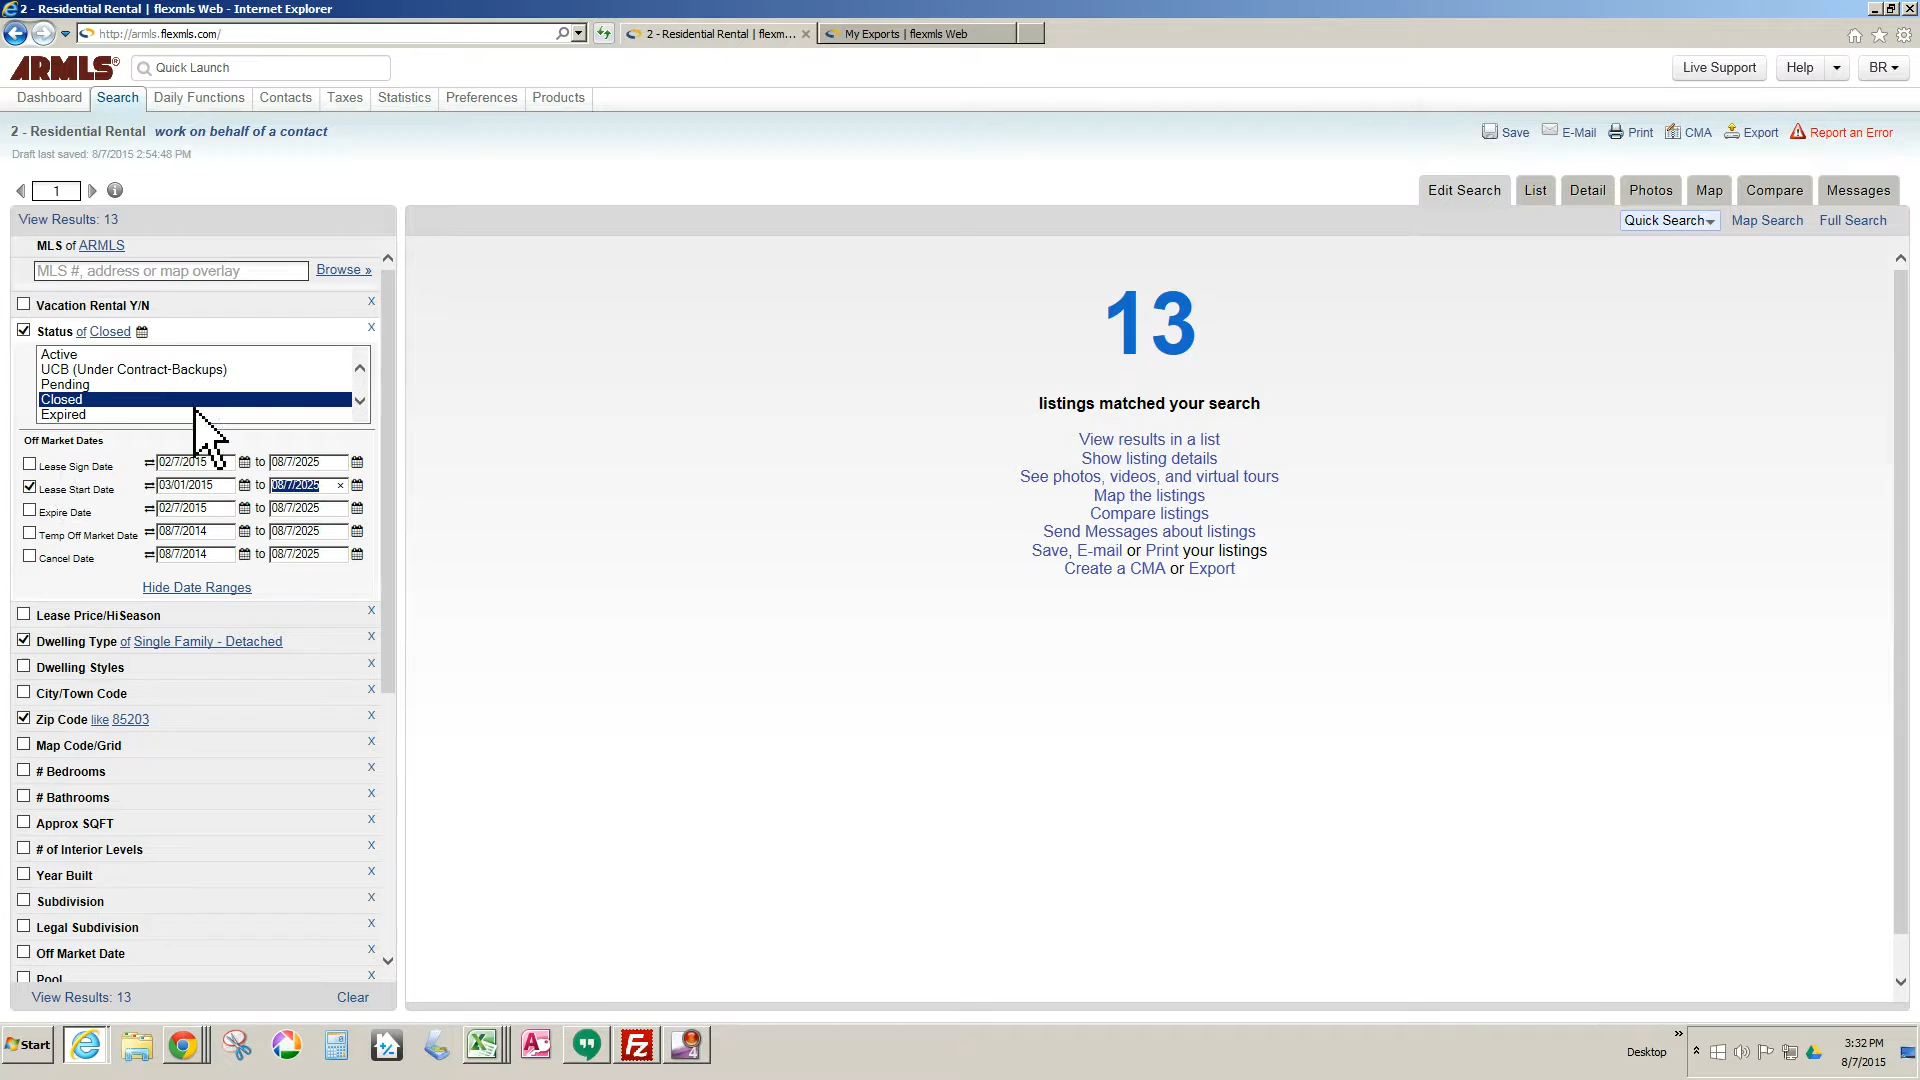 2 - Residential Rental | flexmls Web - Internet Explorer
http://armls.flexmls.com/
2 - Residential Rental | flexm...
My Exports | flexmls Web
ARMLS®
Quick Launch
Live Support
Help
BR
Dashboard
Search
Daily Functions
Contacts
Taxes
Statistics
Preferences
Products
2 - Residential Rental work on behalf of a contact
Save
E-Mail
Print
CMA
Export
Report an Error
Draft last saved: 8/7/2015 2:54:48 PM
1
Edit Search
List
Detail
Photos
Map
Compare
Messages
View Results: 13
Quick Search
Map Search
Full Search
MLS of ARMLS
MLS #, address or map overlay
Browse »
Vacation Rental Y/N X
Status of Closed X
Active
UCB (Under Contract-Backups)
Pending
Closed
Expired
Off Market Dates
Lease Sign Date 02/7/2015 to 08/7/2025
Lease Start Date 03/01/2015 to 08/7/2025 ×
Expire Date 02/7/2015 to 08/7/2025
Temp Off Market Date 08/7/2014 to 08/7/2025
Cancel Date 08/7/2014 to 08/7/2025
Hide Date Ranges
Lease Price/HiSeason X
Dwelling Type of Single Family - Detached X
Dwelling Styles X
City/Town Code X
Zip Code like 85203 X
Map Code/Grid X
# Bedrooms X
# Bathrooms X
Approx SQFT X
# of Interior Levels X
Year Built X
Subdivision X
Legal Subdivision X
Off Market Date X
Pool X
View Results: 13
Clear
13
listings matched your search
View results in a list
Show listing details
See photos, videos, and virtual tours
Map the listings
Compare listings
Send Messages about listings
Save, E-mail or Print your listings
Create a CMA or Export
Start
Desktop
3:32 PM
8/7/2015